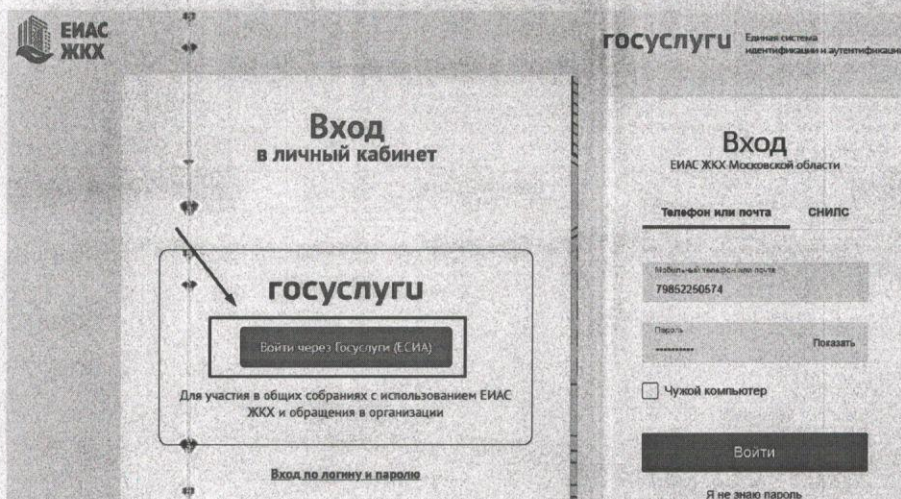 ЕИАС
ЖКХ
Вход
в личный кабинет
госуслуги
Войти через Госуслуги (ЕСИА)
Для участия в общих собраниях с использованием ЕИАС
ЖКХ и обращения в организации
Вход по логину и паролю
госуслуги
Единая система
идентификации и аутентификации
Вход
ЕИАС ЖКХ Московской области
Телефон или почта
СНИЛС
Мобильный телефон или почта
79852250574
Пароль
Показать
Чужой компьютер
Войти
Я не знаю пароль